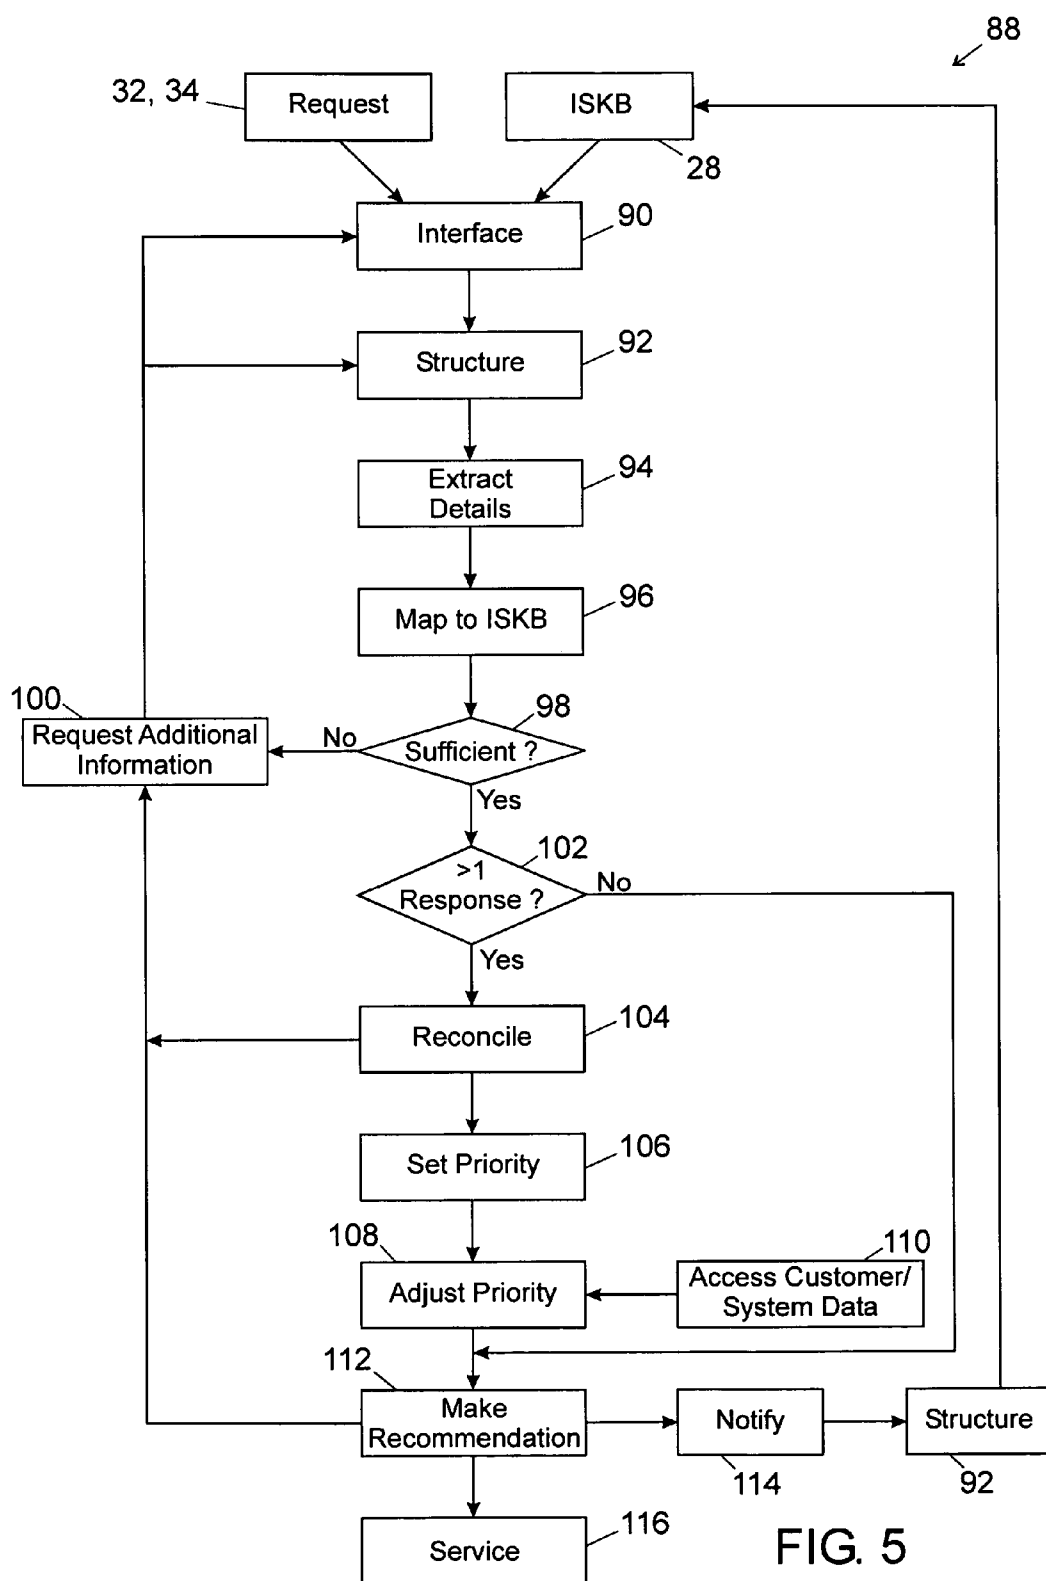 88
32, 34
Request
ISKB
28
Interface
90
Structure
92
Extract
Details
94
Map to ISKB
96
100
Request Additional
Information
No
98
Sufficient ?
Yes
102
>1
Response ?
No
Yes
Reconcile
104
Set Priority
106
108
Adjust Priority
110
Access Customer/
System Data
112
Make
Recommendation
Notify
114
Structure
92
Service
116
FIG. 5